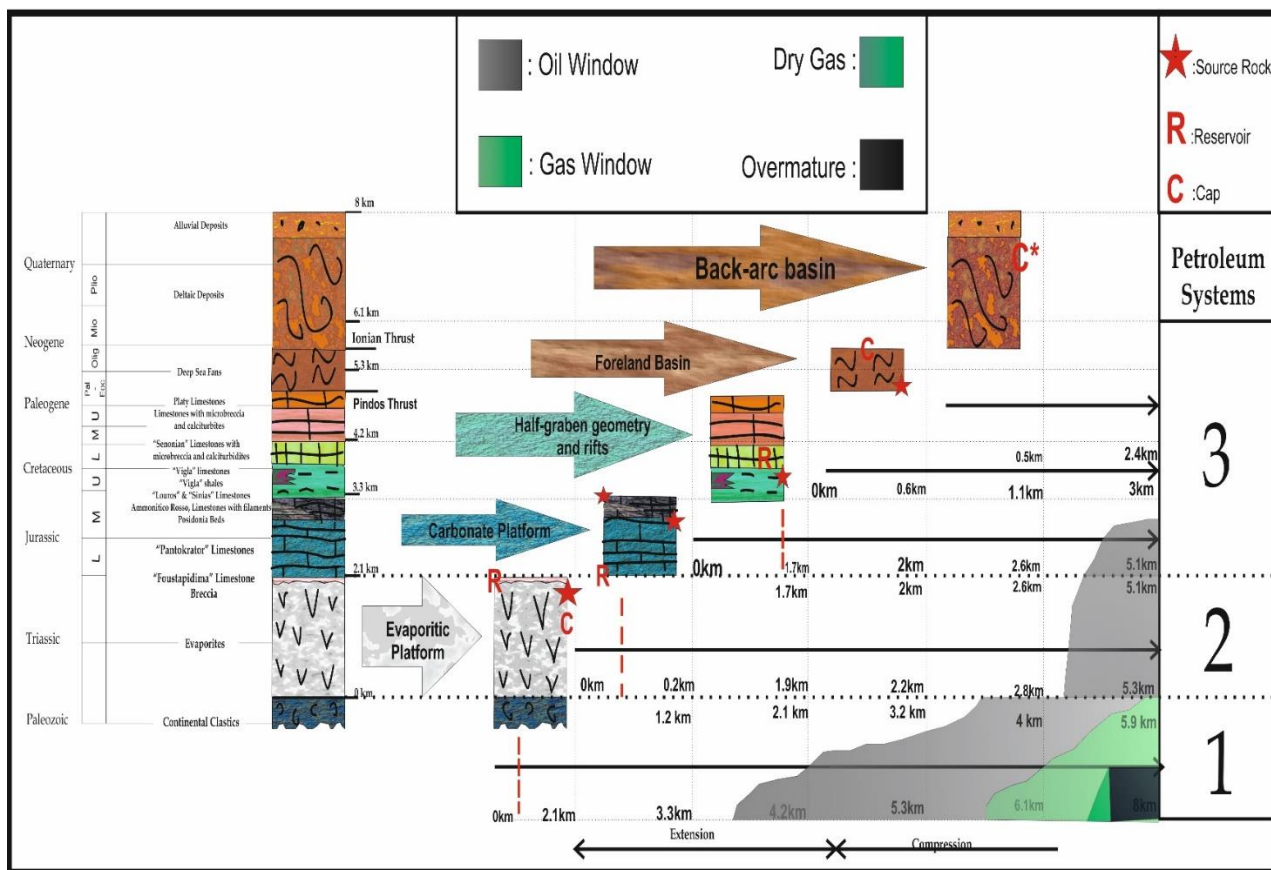 : Oil Window
Dry Gas :
: Gas Window
Overmature :
:Source Rock
R :Reservoir
C :Cap
Petroleum
Systems
8 km
Alluvial Deposits
Quaternary
Plio
Deltaic Deposits
Back-arc basin
C*
6.1 km
Mio
Ionian Thrust
Neogene
Olig
5,3 km
Foreland Basin
C
Deep Sea Fans
Pal
-
Eoc
Paleogene
Platy Limestones
Pindos Thrust
U
Limestones with microbreccia
and calciturbites
M
4.2 km
Half-graben geometry
and rifts
L
"Senonian" Limestones with
microbreccia and calciturbidites
R
0.5km
2.4km
Cretaceous
"Vigla" limestones
"Vigla" shales
U
3.3 km
0km
0.6km
1.1km
3km
3
"Louros" & "Sinias" Limestones
Ammonitico Rosso, Limestones with filaments
Posidonia Beds
M
Carbonate Platform
Jurassic
L
"Pantokrator" Limestones
2.1 km
0km
1.7km
2km
2.6km
5.1km
R
R
1.7km
2km
2.6km
5.1km
"Foustapidima" Limestone
Breccia
C
Evaporitic
Platform
Triassic
Evaporites
2
0 km
0km
0.2km
1.9km
2.2km
2.8km
5.3km
Paleozoic
Continental Clastics
1.2 km
2.1 km
3.2 km
4 km
5.9 km
1
0km
2.1km
3.3km
4.2km
5.3km
6.1km
8km
Extension
Compression